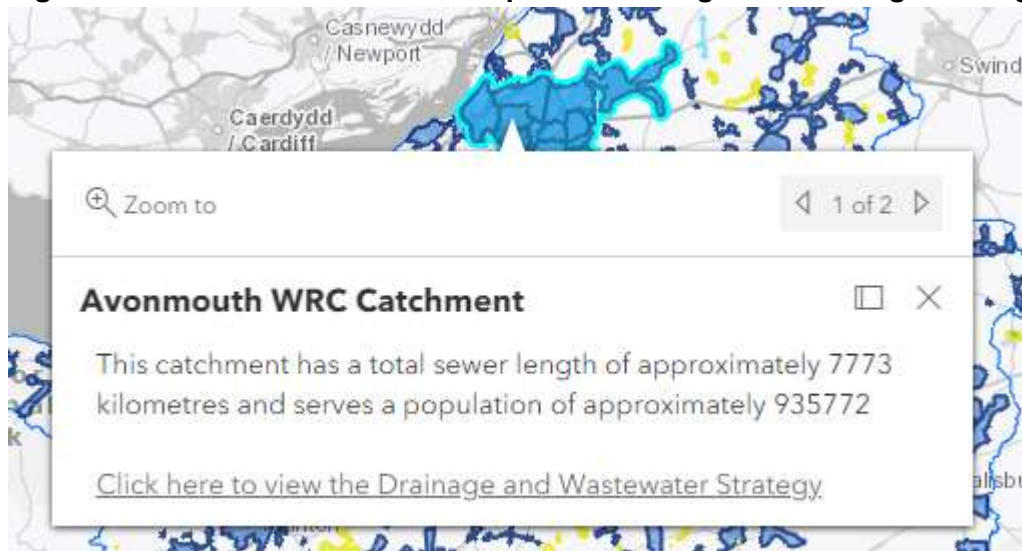 Casnewydd
/ Newport
Swind
Caerdydd
/ Cardiff
Zoom to
1 of 2
Avonmouth WRC Catchment
This catchment has a total sewer length of approximately 7773
kilometres and serves a population of approximately 935772
Click here to view the Drainage and Wastewater Strategy